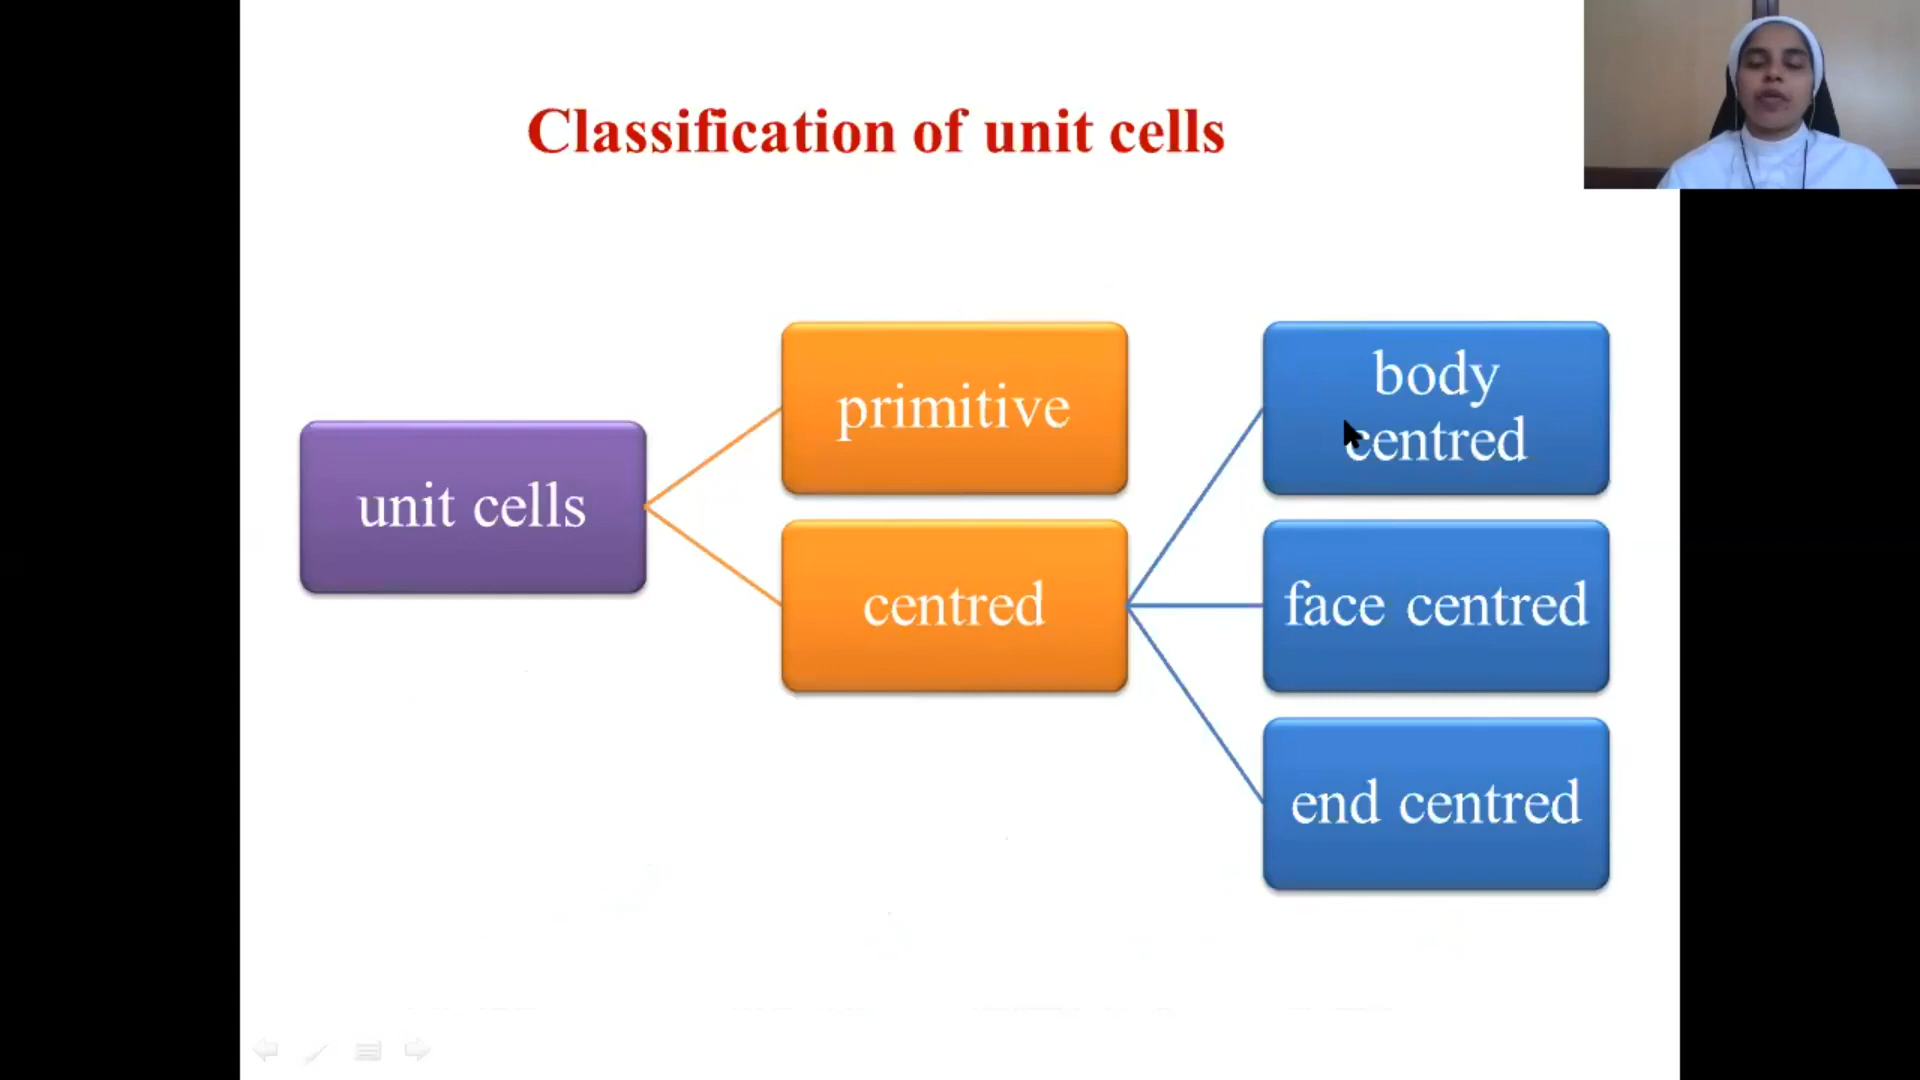 Classification of unit cells
unit cells
primitive
centred
body
centred
face centred
end centred